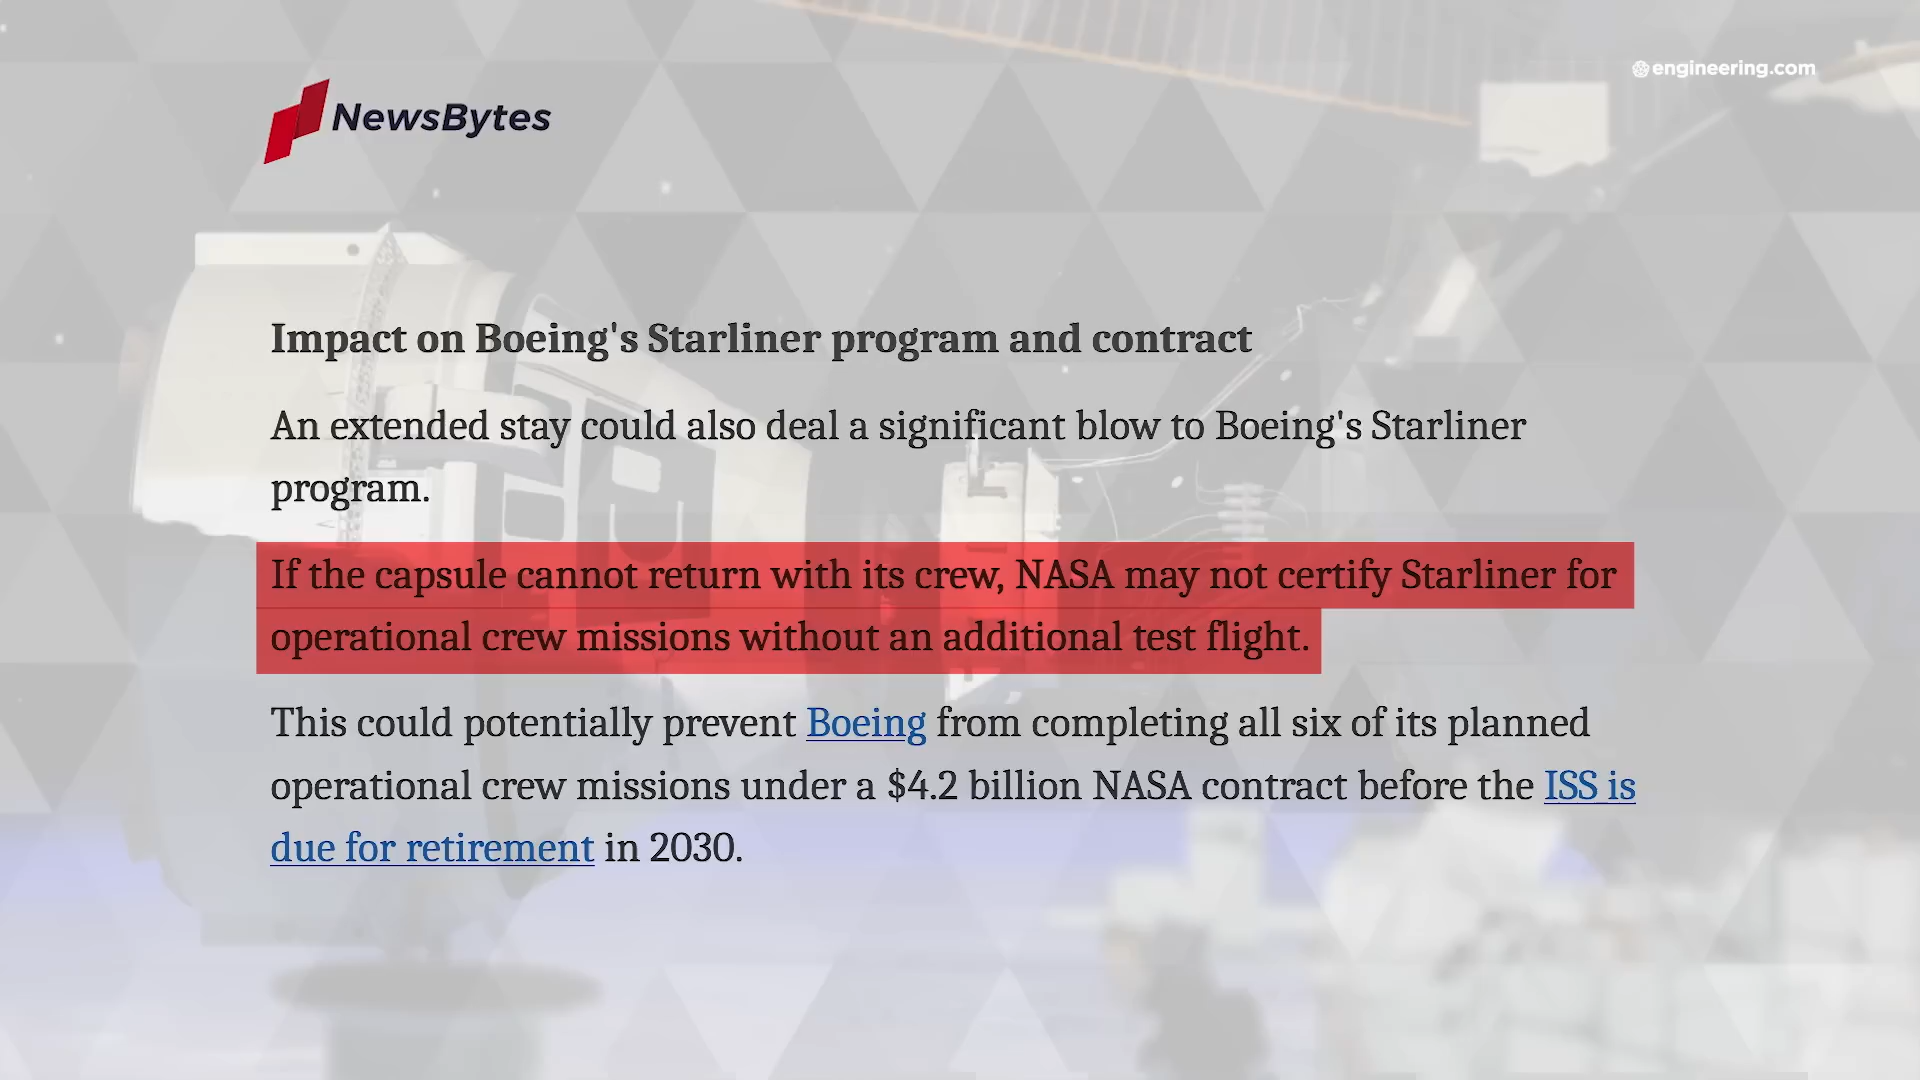 engineering.com
NewsBytes
Impact on Boeing's Starliner program and contract
An extended stay could also deal a significant blow to Boeing's Starliner
program.
If the capsule cannot return with its crew, NASA may not certify Starliner for
operational crew missions without an additional test flight.
This could potentially prevent Boeing from completing all six of its planned
operational crew missions under a $4.2 billion NASA contract before the ISS is
due for retirement in 2030.